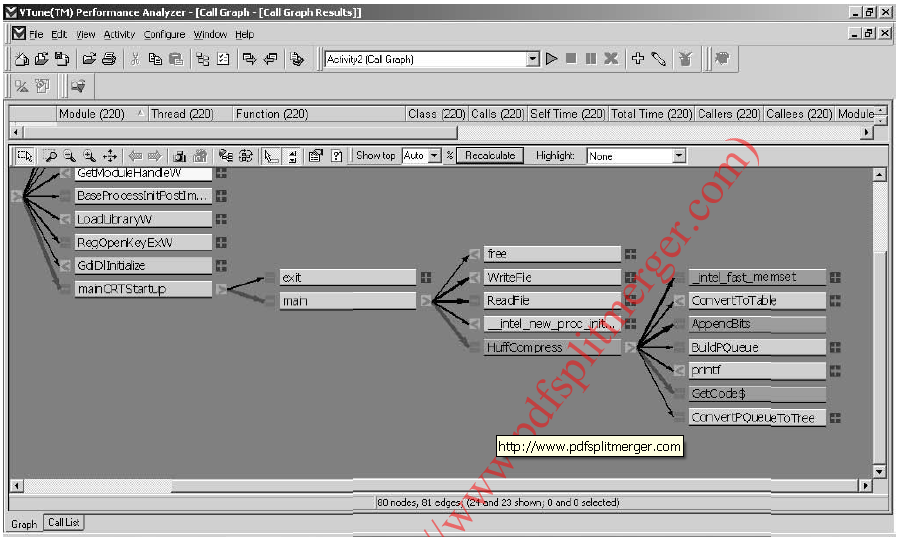 VTune(TM) Performance Analyzer - [Call Graph - [Call Graph Results]]
File Edit View Activity Configure Window Help
Activity2 (Call Graph)
Module (220) Thread (220) Function (220) Class (220) Calls (220) Self Time (220) Total Time (220) Callers (220) Callees (220) Module
Show top Auto % Recalculate Highlight: None
GetModuleHandleW
BaseProcessInitPostIm...
LoadLibraryW
RegOpenKeyExW
GdiDllInitialize
mainCRTStartup
exit
main
free
WriteFile
ReadFile
__intel_new_proc_init...
HuffCompress
_intel_fast_memset
ConvertToTable
AppendBits
BuildPQueue
printf
GetCode$
ConvertPQueueToTree
http://www.pdfsplitmerger.com
//www.pdfsplitmerger.com)
80 nodes, 81 edges; (24 and 23 shown; 0 and 0 selected)
Graph Call List